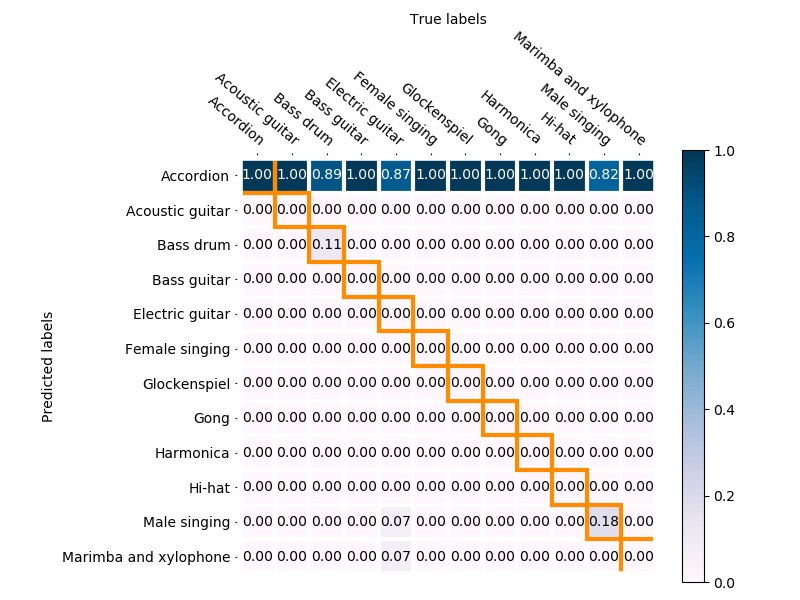 True labels
Accordion
Acoustic guitar
Bass drum
Bass guitar
Electric guitar
Female singing
Glockenspiel
Gong
Harmonica
Hi-hat
Male singing
Marimba and xylophone
Predicted labels
Accordion 1.00 1.00 0.89 1.00 0.87 1.00 1.00 1.00 1.00 1.00 0.82 1.00
Acoustic guitar 0.00 0.00 0.00 0.00 0.00 0.00 0.00 0.00 0.00 0.00 0.00 0.00
Bass drum 0.00 0.00 0.11 0.00 0.00 0.00 0.00 0.00 0.00 0.00 0.00 0.00
Bass guitar 0.00 0.00 0.00 0.00 0.00 0.00 0.00 0.00 0.00 0.00 0.00 0.00
Electric guitar 0.00 0.00 0.00 0.00 0.00 0.00 0.00 0.00 0.00 0.00 0.00 0.00
Female singing 0.00 0.00 0.00 0.00 0.00 0.00 0.00 0.00 0.00 0.00 0.00 0.00
Glockenspiel 0.00 0.00 0.00 0.00 0.00 0.00 0.00 0.00 0.00 0.00 0.00 0.00
Gong 0.00 0.00 0.00 0.00 0.00 0.00 0.00 0.00 0.00 0.00 0.00 0.00
Harmonica 0.00 0.00 0.00 0.00 0.00 0.00 0.00 0.00 0.00 0.00 0.00 0.00
Hi-hat 0.00 0.00 0.00 0.00 0.00 0.00 0.00 0.00 0.00 0.00 0.00 0.00
Male singing 0.00 0.00 0.00 0.00 0.07 0.00 0.00 0.00 0.00 0.00 0.18 0.00
Marimba and xylophone 0.00 0.00 0.00 0.00 0.07 0.00 0.00 0.00 0.00 0.00 0.00 0.00
1.0
0.8
0.6
0.4
0.2
0.0